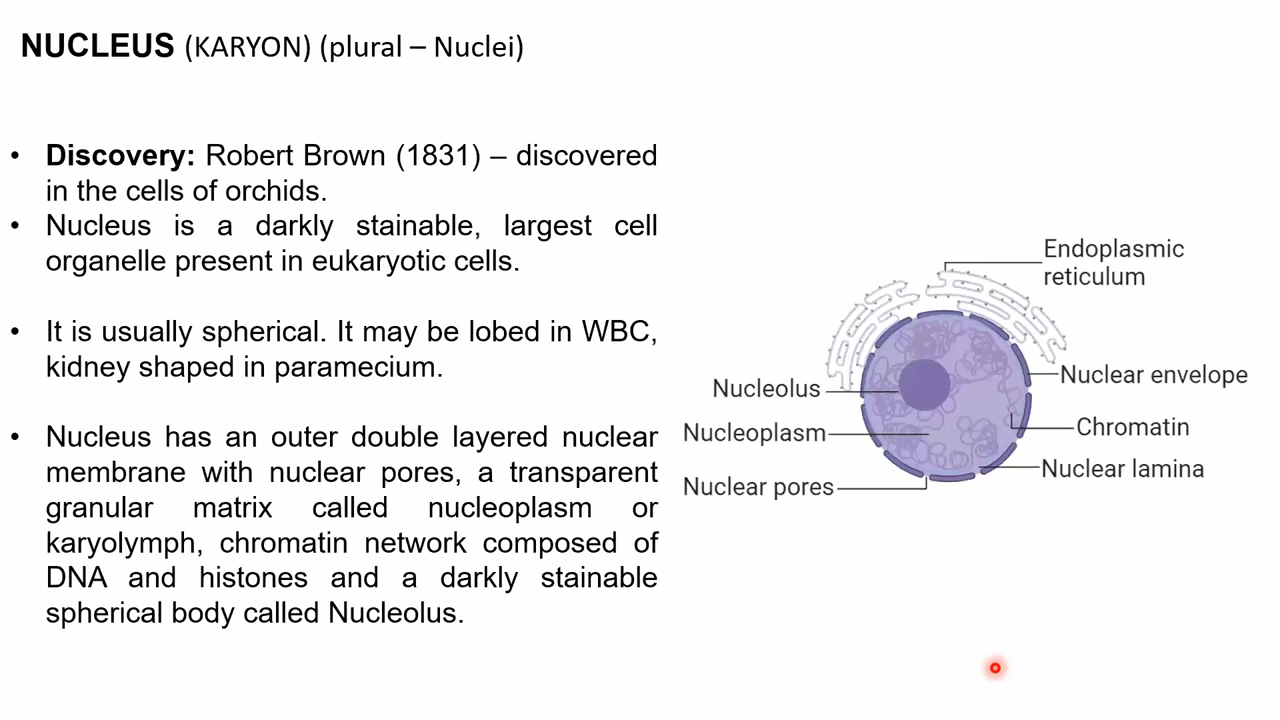 NUCLEUS (KARYON) (plural – Nuclei)
• Discovery: Robert Brown (1831) – discovered
in the cells of orchids.
• Nucleus is a darkly stainable, largest cell
organelle present in eukaryotic cells.
• It is usually spherical. It may be lobed in WBC,
kidney shaped in paramecium.
• Nucleus has an outer double layered nuclear
membrane with nuclear pores, a transparent
granular matrix called nucleoplasm or
karyolymph, chromatin network composed of
DNA and histones and a darkly stainable
spherical body called Nucleolus.
Endoplasmic
reticulum
Nuclear envelope
Nucleolus
Chromatin
Nucleoplasm
Nuclear lamina
Nuclear pores